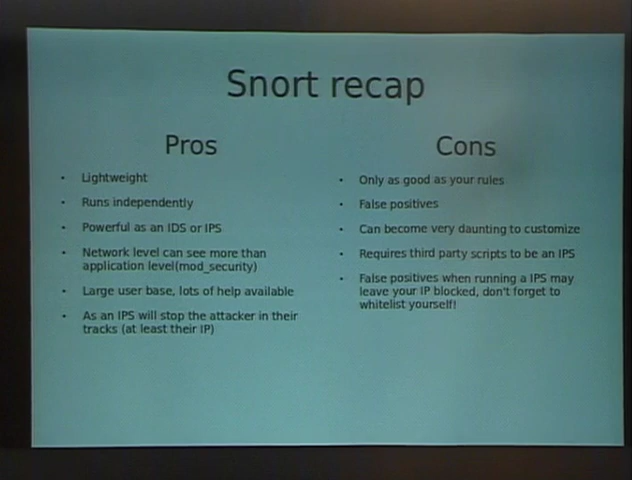 Snort recap
Pros
• Lightweight
• Runs independently
• Powerful as an IDS or IPS
• Network level can see more than
application level(mod_security)
• Large user base, lots of help available
• As an IPS will stop the attacker in their
tracks (at least their IP)
Cons
• Only as good as your rules
• False positives
• Can become very daunting to customize
• Requires third party scripts to be an IPS
• False positives when running a IPS may
leave your IP blocked, don't forget to
whitelist yourself!